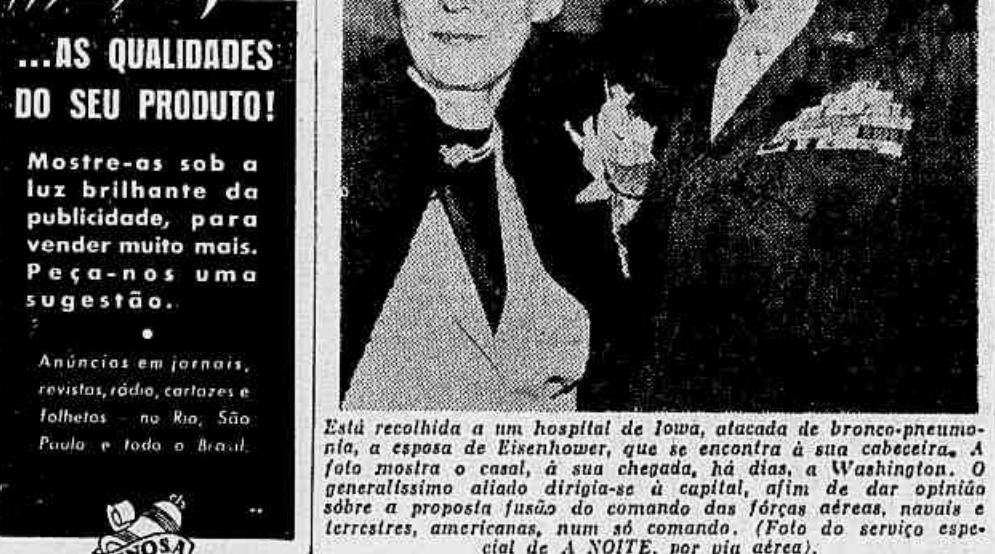 ...AS QUALIDADES
DO SEU PRODUTO!
Mostre-as sob a
luz brilhante da
publicidade, para
vender muito mais.
Peça-nos uma
sugestão.
Anúncios em jornais,
revistas, rádio, cartazes e
folhetos - no Rio, São
Paulo e todo o Brasil.
Está recolhida a um hospital de Iowa, atacada de bronco-pneumo-
nia, a esposa de Eisenhower, que se encontra à sua cabeceira. A
foto mostra o casal, à sua chegada, há dias, a Washington. O
generalíssimo aliado dirigia-se à capital, afim de dar opinião
sôbre a proposta fusão do comando das fôrças aéreas, navais e
terrestres, americanas, num só comando. (Foto do serviço espe-
cial de A NOITE, por via aérea).